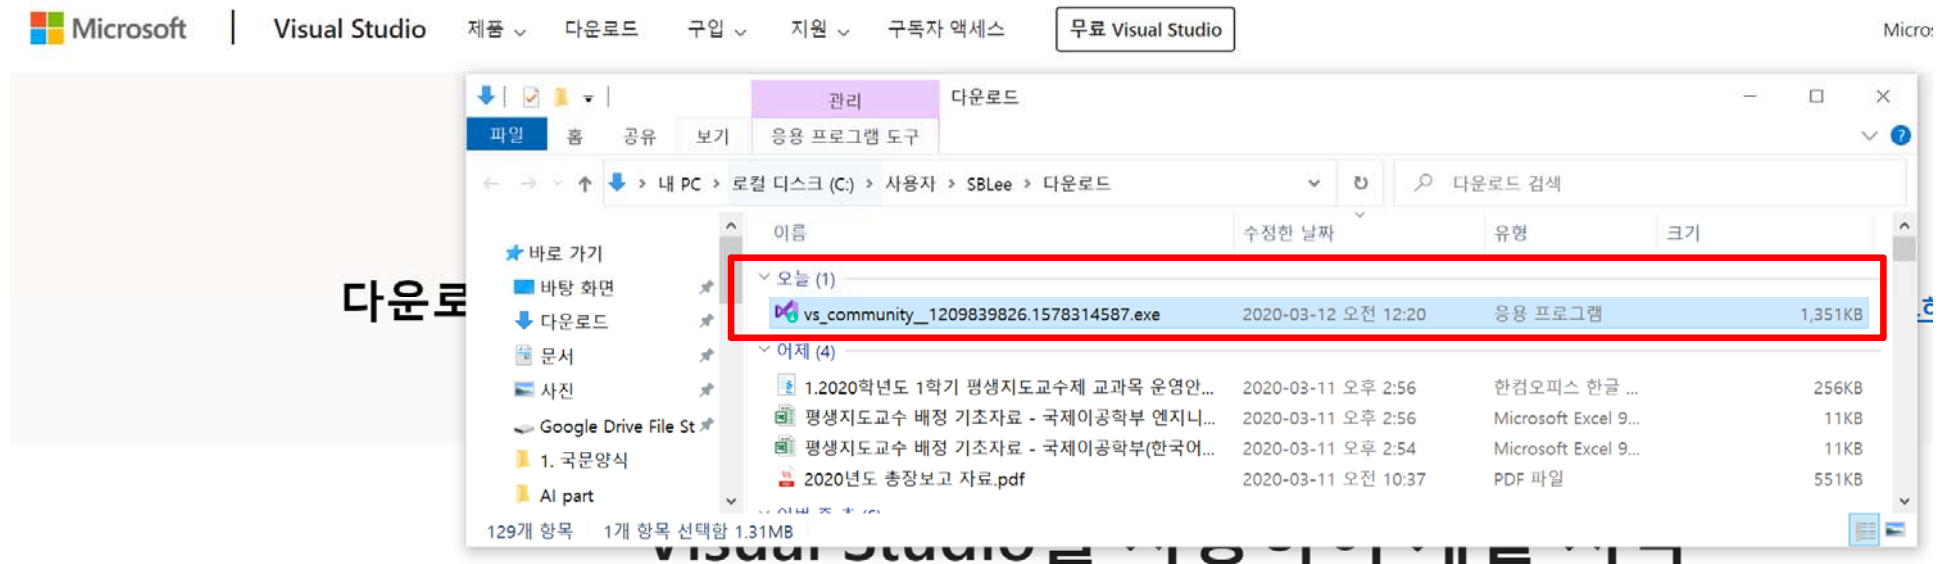 Microsoft | Visual Studio 제품 다운로드 구입 지원 구독자 액세스 무료 Visual Studio
관리 다운로드
파일 홈 공유 보기 응용 프로그램 도구
내 PC > 로컬 디스크 (C:) > 사용자 > SBLee > 다운로드 다운로드 검색
이름 수정한 날짜 유형 크기
바로 가기
바탕 화면
다운로드
문서
사진
Google Drive File St
1. 국문양식
AI part
오늘 (1)
vs_community__1209839826.1578314587.exe 2020-03-12 오전 12:20 응용 프로그램 1,351KB
어제 (4)
1.2020학년도 1학기 평생지도교수제 교과목 운영안... 2020-03-11 오후 2:56 한컴오피스 한글 ... 256KB
평생지도교수 배정 기초자료 - 국제이공학부 엔지니... 2020-03-11 오후 2:56 Microsoft Excel 9... 11KB
평생지도교수 배정 기초자료 - 국제이공학부(한국어... 2020-03-11 오후 2:54 Microsoft Excel 9... 11KB
2020년도 총장보고 자료.pdf 2020-03-11 오전 10:37 PDF 파일 551KB
129개 항목 1개 항목 선택함 1.31MB
Visual Studio를